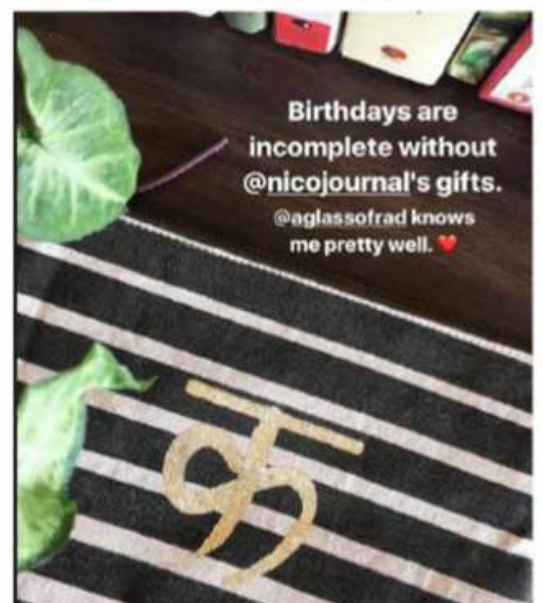 Birthdays are
incomplete without
@nicojournal's gifts.
@aglassofrad knows
me pretty well. ❤️
क